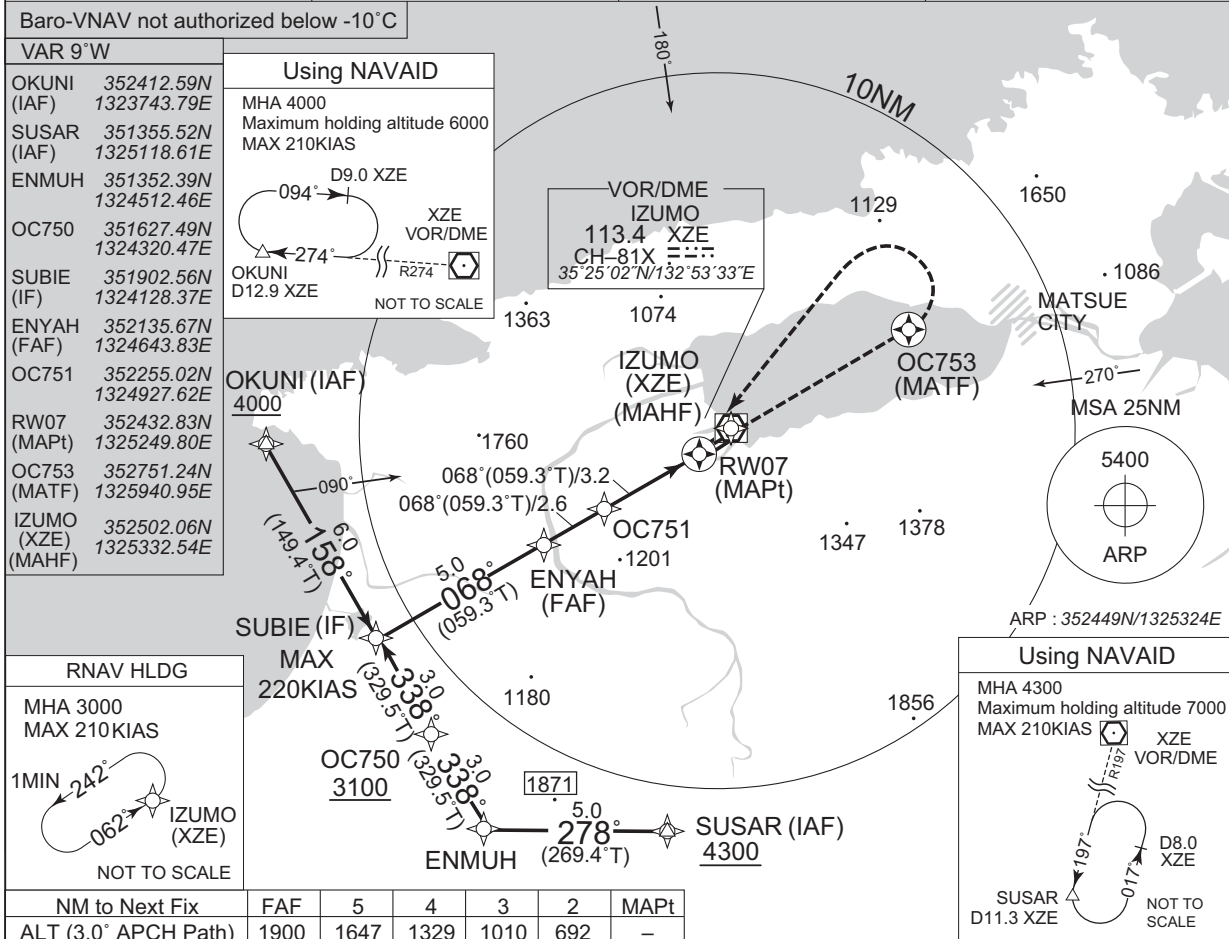 Baro-VNAV not authorized below -10˚C
VAR 9˚W
OKUNI 352412.59N
(IAF) 1323743.79E
SUSAR 351355.52N
(IAF) 1325118.61E
ENMUH 351352.39N
1324512.46E
OC750 351627.49N
1324320.47E
SUBIE 351902.56N
(IF) 1324128.37E
ENYAH 352135.67N
(FAF) 1324643.83E
OC751 352255.02N
1324927.62E
RW07 352432.83N
(MAPt) 1325249.80E
OC753 352751.24N
(MATF) 1325940.95E
IZUMO 352502.06N
(XZE) 1325332.54E
(MAHF)
Using NAVAID
MHA 4000
Maximum holding altitude 6000
MAX 210KIAS
D9.0 XZE
094˚
XZE
VOR/DME
274˚
R274
OKUNI
D12.9 XZE
NOT TO SCALE
180˚
10NM
VOR/DME
IZUMO
113.4 XZE
CH–81X
35˚25′02″N/132˚53′33″E
1129
1650
1086
1363
1074
MATSUE
CITY
IZUMO
(XZE)
(MAHF)
OC753
(MATF)
270˚
MSA 25NM
5400
ARP
ARP : 352449N/1325324E
OKUNI (IAF)
4000
1760
090˚
068˚(059.3˚T)/3.2
068˚(059.3˚T)/2.6
RW07
(MAPt)
OC751
1201
1347
1378
6.0
158˚
(149.4˚T)
5.0
068˚
(059.3˚T)
ENYAH
(FAF)
SUBIE (IF)
MAX
220KIAS
3.0
338˚
(329.5˚T)
1180
1856
OC750
3100
3.0
338˚
(329.5˚T)
1871
5.0
278˚
(269.4˚T)
ENMUH
SUSAR (IAF)
4300
RNAV HLDG
MHA 3000
MAX 210KIAS
1MIN
242˚
062˚
IZUMO
(XZE)
NOT TO SCALE
Using NAVAID
MHA 4300
Maximum holding altitude 7000
MAX 210KIAS
XZE
VOR/DME
R197
197˚
017˚
D8.0
XZE
SUSAR
D11.3 XZE
NOT TO
SCALE
NM to Next Fix FAF 5 4 3 2 MAPt
ALT (3.0˚ APCH Path) 1900 1647 1329 1010 692 –